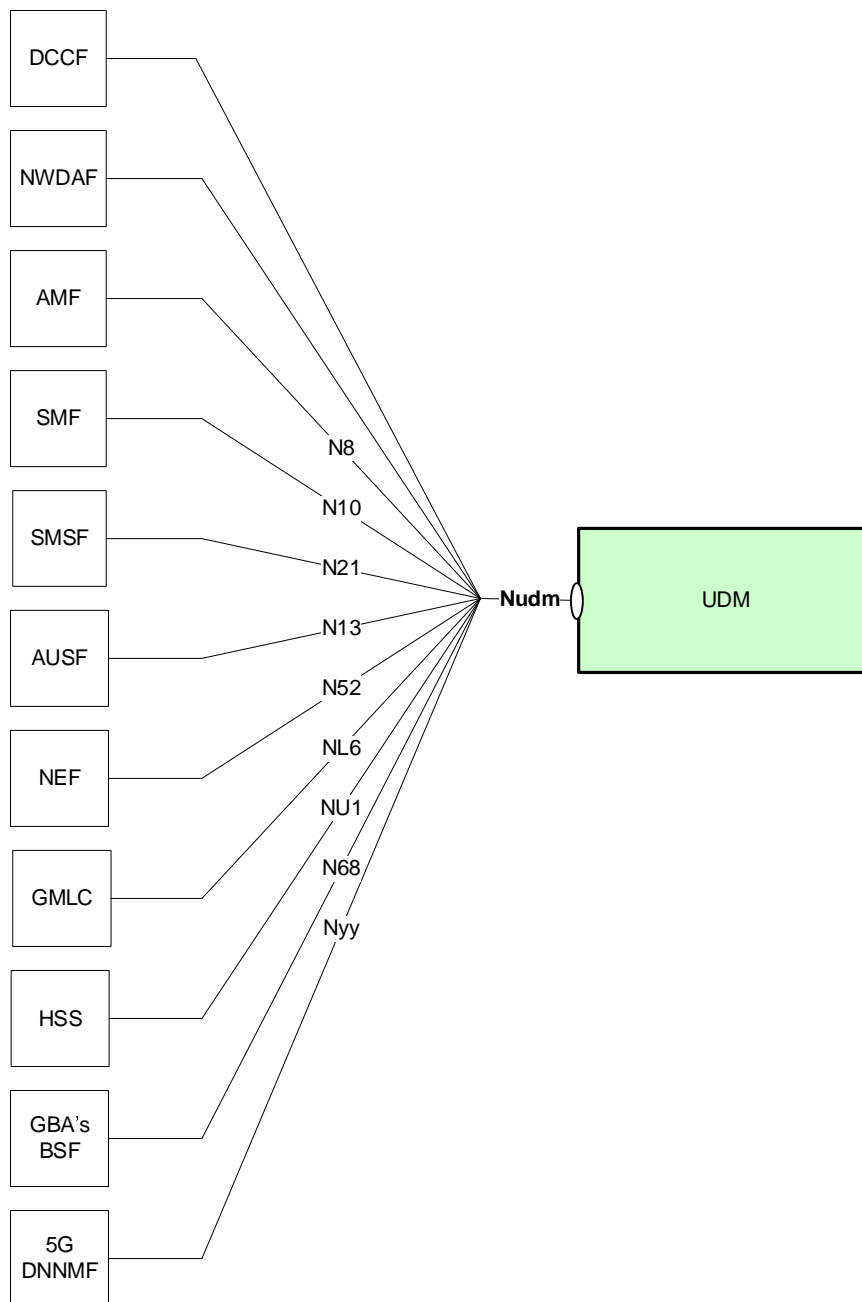 DCCF
NWDAF
AMF
SMF
SMSF
AUSF
NEF
GMLC
HSS
GBA's
BSF
5G
DNNMF
N8
N10
N21
N13
N52
NL6
NU1
N68
Nyy
Nudm
UDM